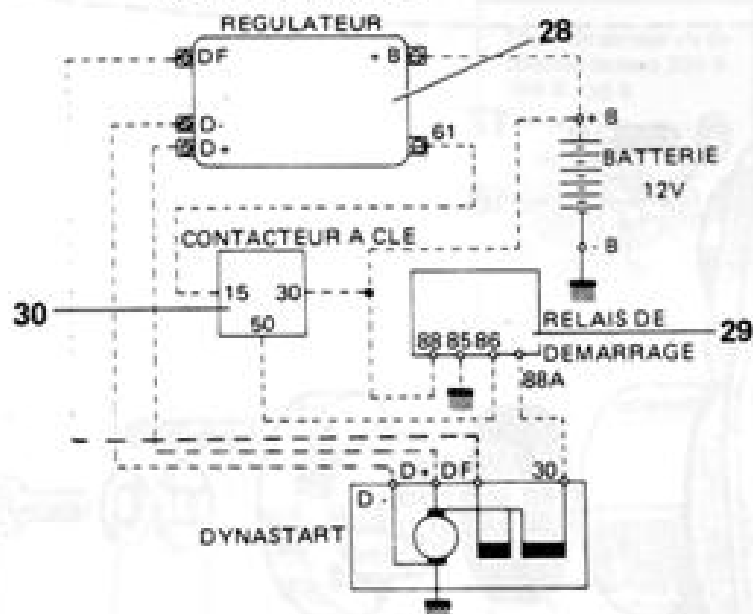 REGULATEUR
28
DF
+ B
D-
D+
61
+ B
BATTERIE
12V
- B
CONTACTEUR A CLE
15
30
50
30
RELAIS DE
DEMARRAGE
29
88 85 86
88A
D-
D+
DF
30
DYNASTART